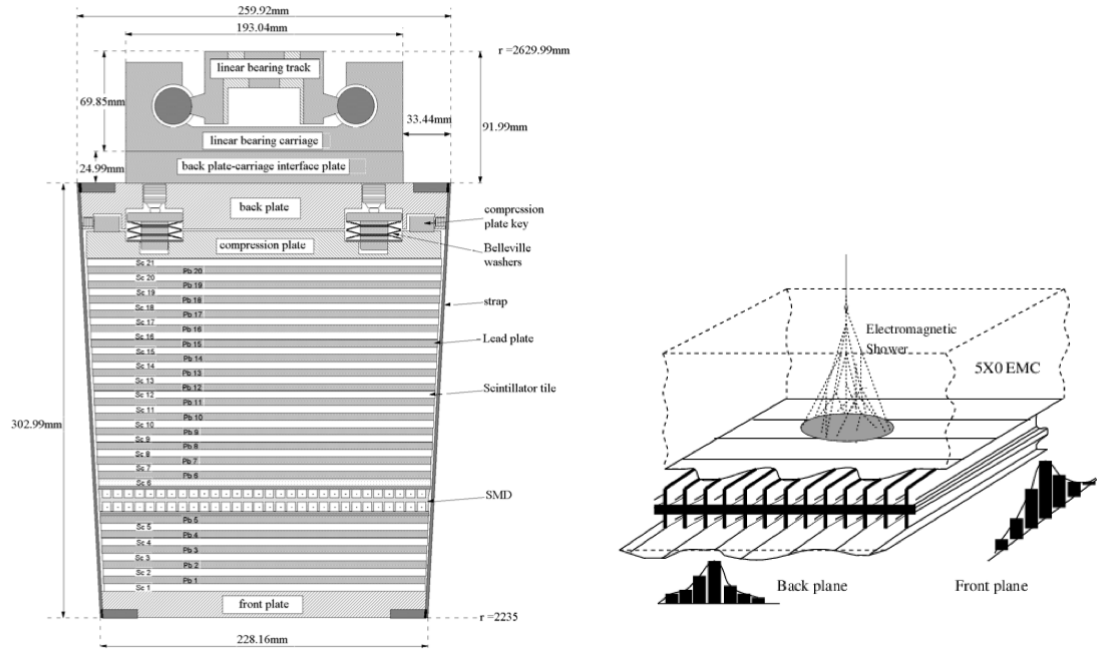 259.92mm
193.04mm
r =2629.99mm
linear bearing track
69.85mm
33.44mm
91.99mm
linear bearing carriage
24.99mm
back plate-carriage interface plate
back plate
compression
plate key
compression plate
Belleville
washers
Sc 21
Pb 20
Sc 20
Pb 19
Sc 19
Pb 18
strap
Sc 18
Pb 17
Sc 17
Pb 16
Sc 16
Pb 15
Lead plate
Sc 15
Pb 14
Sc 14
Pb 13
Sc 13
Pb 12
Scintillator tile
Sc 12
Pb 11
Sc 11
Pb 10
302.99mm
Sc 10
Pb 9
Sc 9
Pb 8
Sc 8
Pb 7
Sc 7
Pb 6
Sc 6
SMD
Pb 5
Sc 5
Pb 4
Sc 4
Pb 3
Sc 3
Pb 2
Sc 2
Pb 1
Sc 1
front plate
r =2235
228.16mm
Electromagnetic
Shower
5X0 EMC
Back plane
Front plane